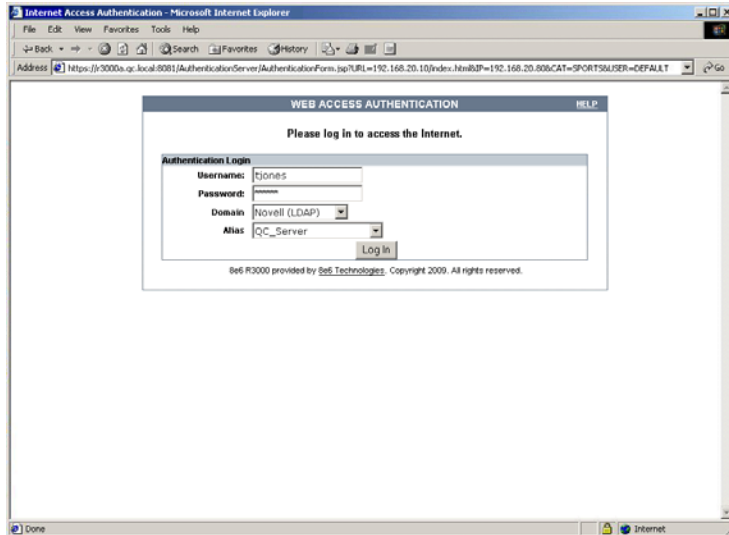 Internet Access Authentication - Microsoft Internet Explorer
File Edit View Favorites Tools Help
Back Search Favorites History
Address https://r3000a.qc.local:8081/AuthenticationServer/AuthenticationForm.jsp?URL=192.168.20.10/index.html&IP=192.168.20.80&CAT=SPORTS&USER=DEFAULT Go
WEB ACCESS AUTHENTICATION HELP
Please log in to access the Internet.
Authentication Login
Username: tjones
Password: ******
Domain Novell (LDAP)
Alias QC_Server
Log In
8e6 R3000 provided by 8e6 Technologies. Copyright 2009. All rights reserved.
Done Internet